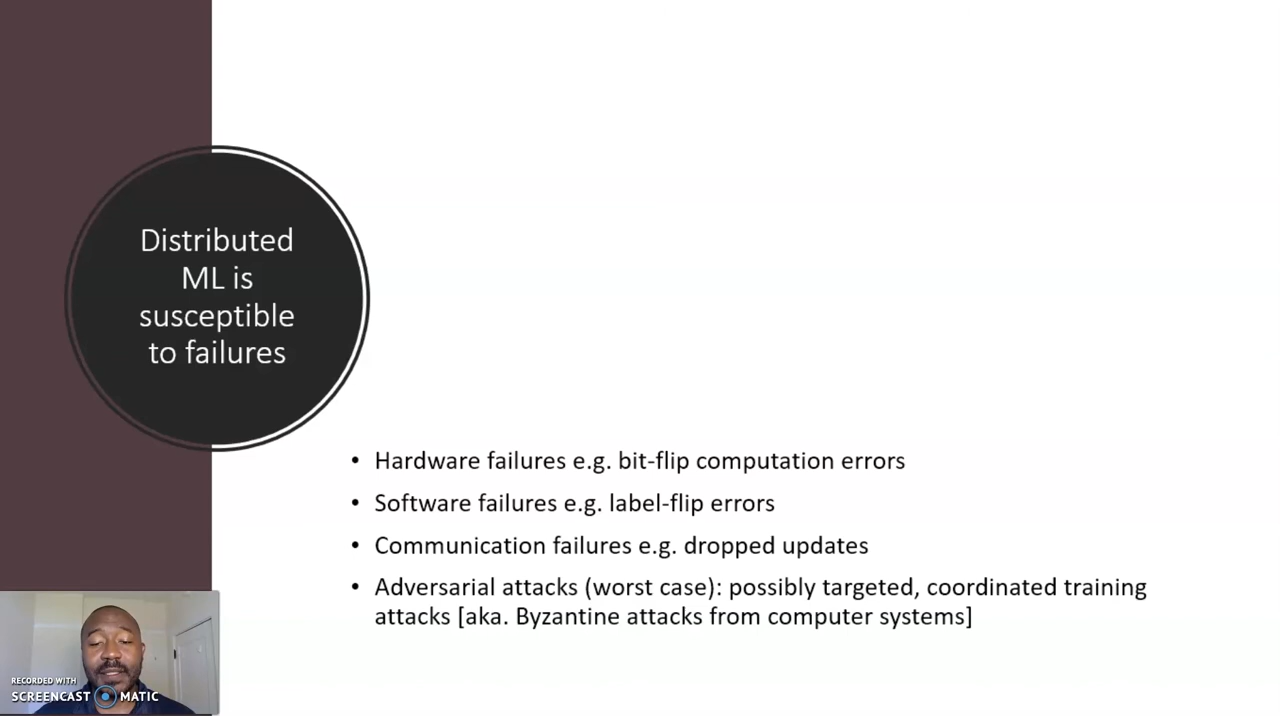 Distributed
ML is
susceptible
to failures
• Hardware failures e.g. bit-flip computation errors
• Software failures e.g. label-flip errors
• Communication failures e.g. dropped updates
• Adversarial attacks (worst case): possibly targeted, coordinated training
attacks [aka. Byzantine attacks from computer systems]
RECORDED WITH
SCREENCAST MATIC